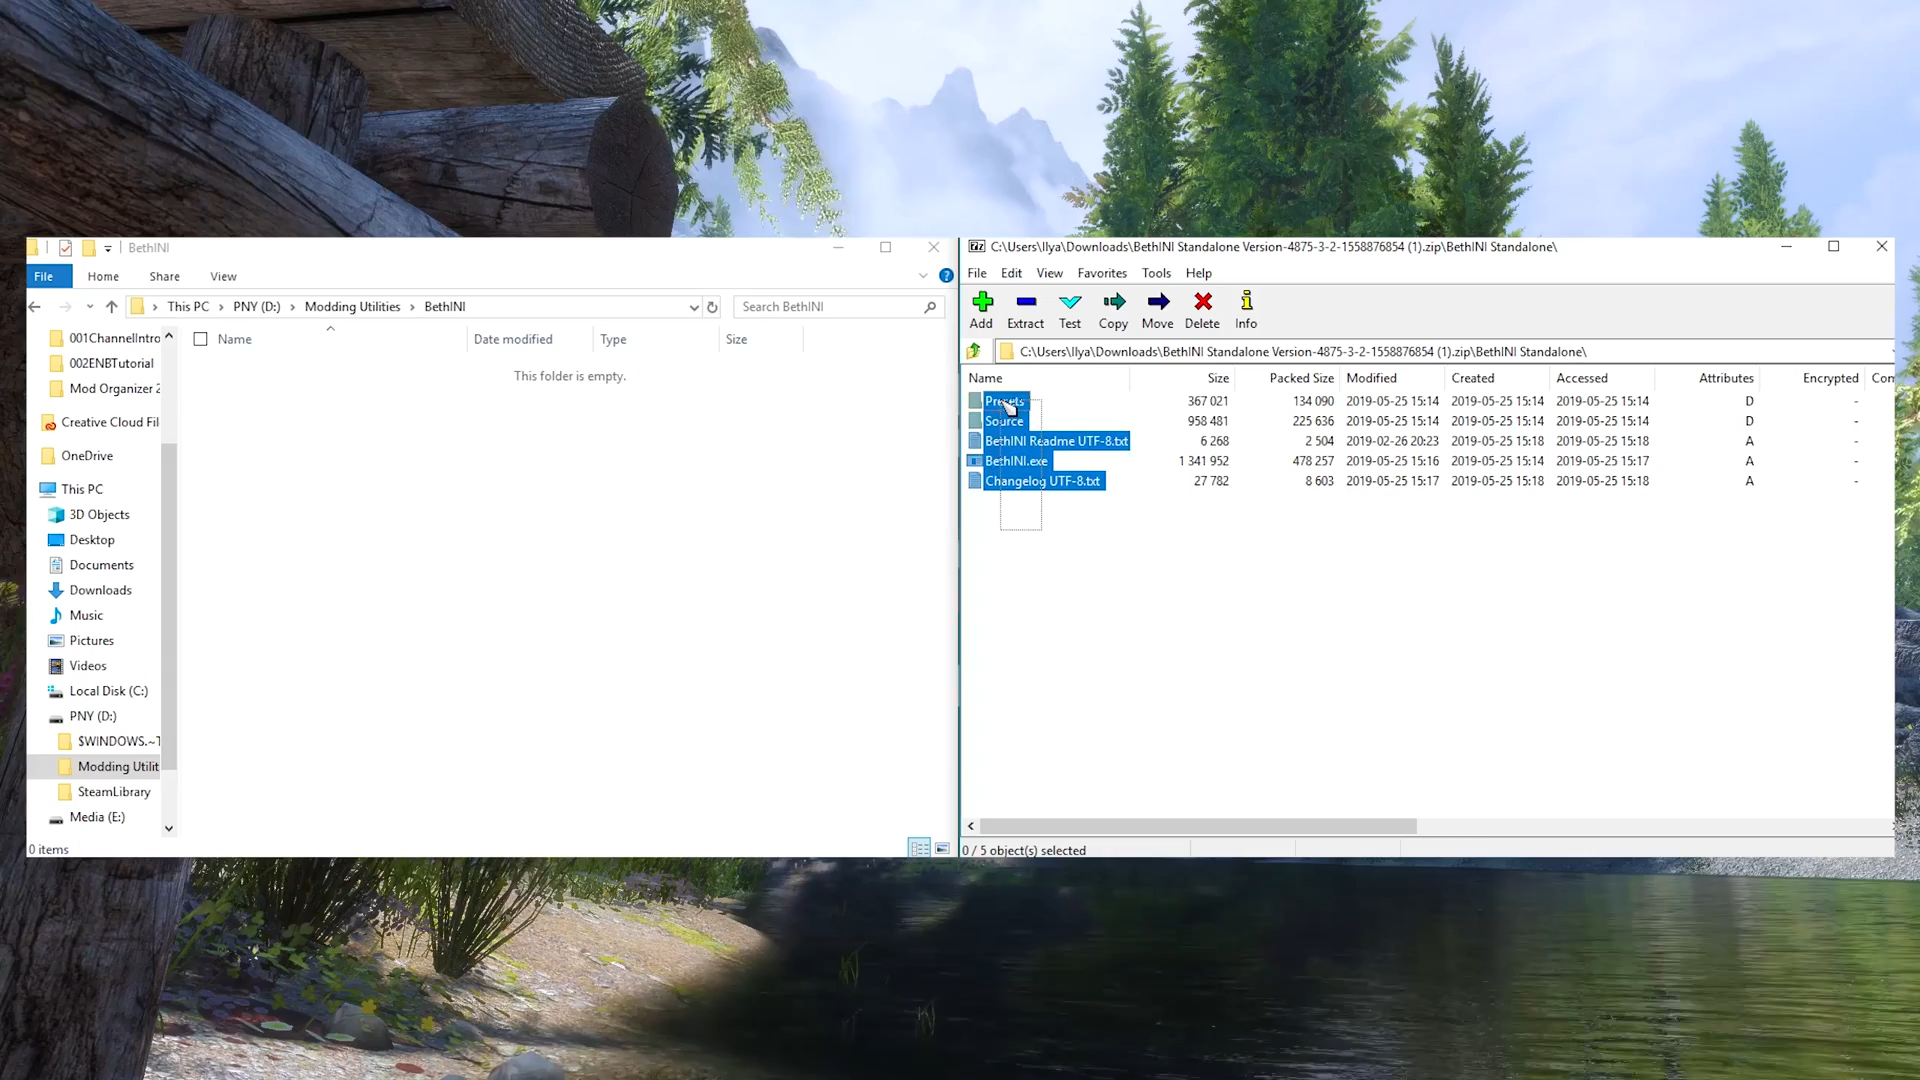 BethINI
File Home Share View
This PC PNY (D:) Modding Utilities BethINI
Search BethINI
001ChannelIntro
002ENBTutorial
Mod Organizer 2
Creative Cloud Fil
OneDrive
This PC
3D Objects
Desktop
Documents
Downloads
Music
Pictures
Videos
Local Disk (C:)
PNY (D:)
$WINDOWS.~T
Modding Utilit
SteamLibrary
Media (E:)
Name Date modified Type Size
This folder is empty.
0 items
C:\Users\Ilya\Downloads\BethINI Standalone Version-4875-3-2-1558876854 (1).zip\BethINI Standalone\
File Edit View Favorites Tools Help
Add Extract Test Copy Move Delete Info
C:\Users\Ilya\Downloads\BethINI Standalone Version-4875-3-2-1558876854 (1).zip\BethINI Standalone\
Name Size Packed Size Modified Created Accessed Attributes Encrypted Con
Presets 367 021 134 090 2019-05-25 15:14 2019-05-25 15:14 2019-05-25 15:14 D -
Source 958 481 225 636 2019-05-25 15:14 2019-05-25 15:14 2019-05-25 15:14 D -
BethINI Readme UTF-8.txt 6 268 2 504 2019-02-26 20:23 2019-05-25 15:18 2019-05-25 15:18 A -
BethINI.exe 1 341 952 478 257 2019-05-25 15:16 2019-05-25 15:14 2019-05-25 15:17 A -
Changelog UTF-8.txt 27 782 8 603 2019-05-25 15:17 2019-05-25 15:18 2019-05-25 15:18 A -
0 / 5 object(s) selected